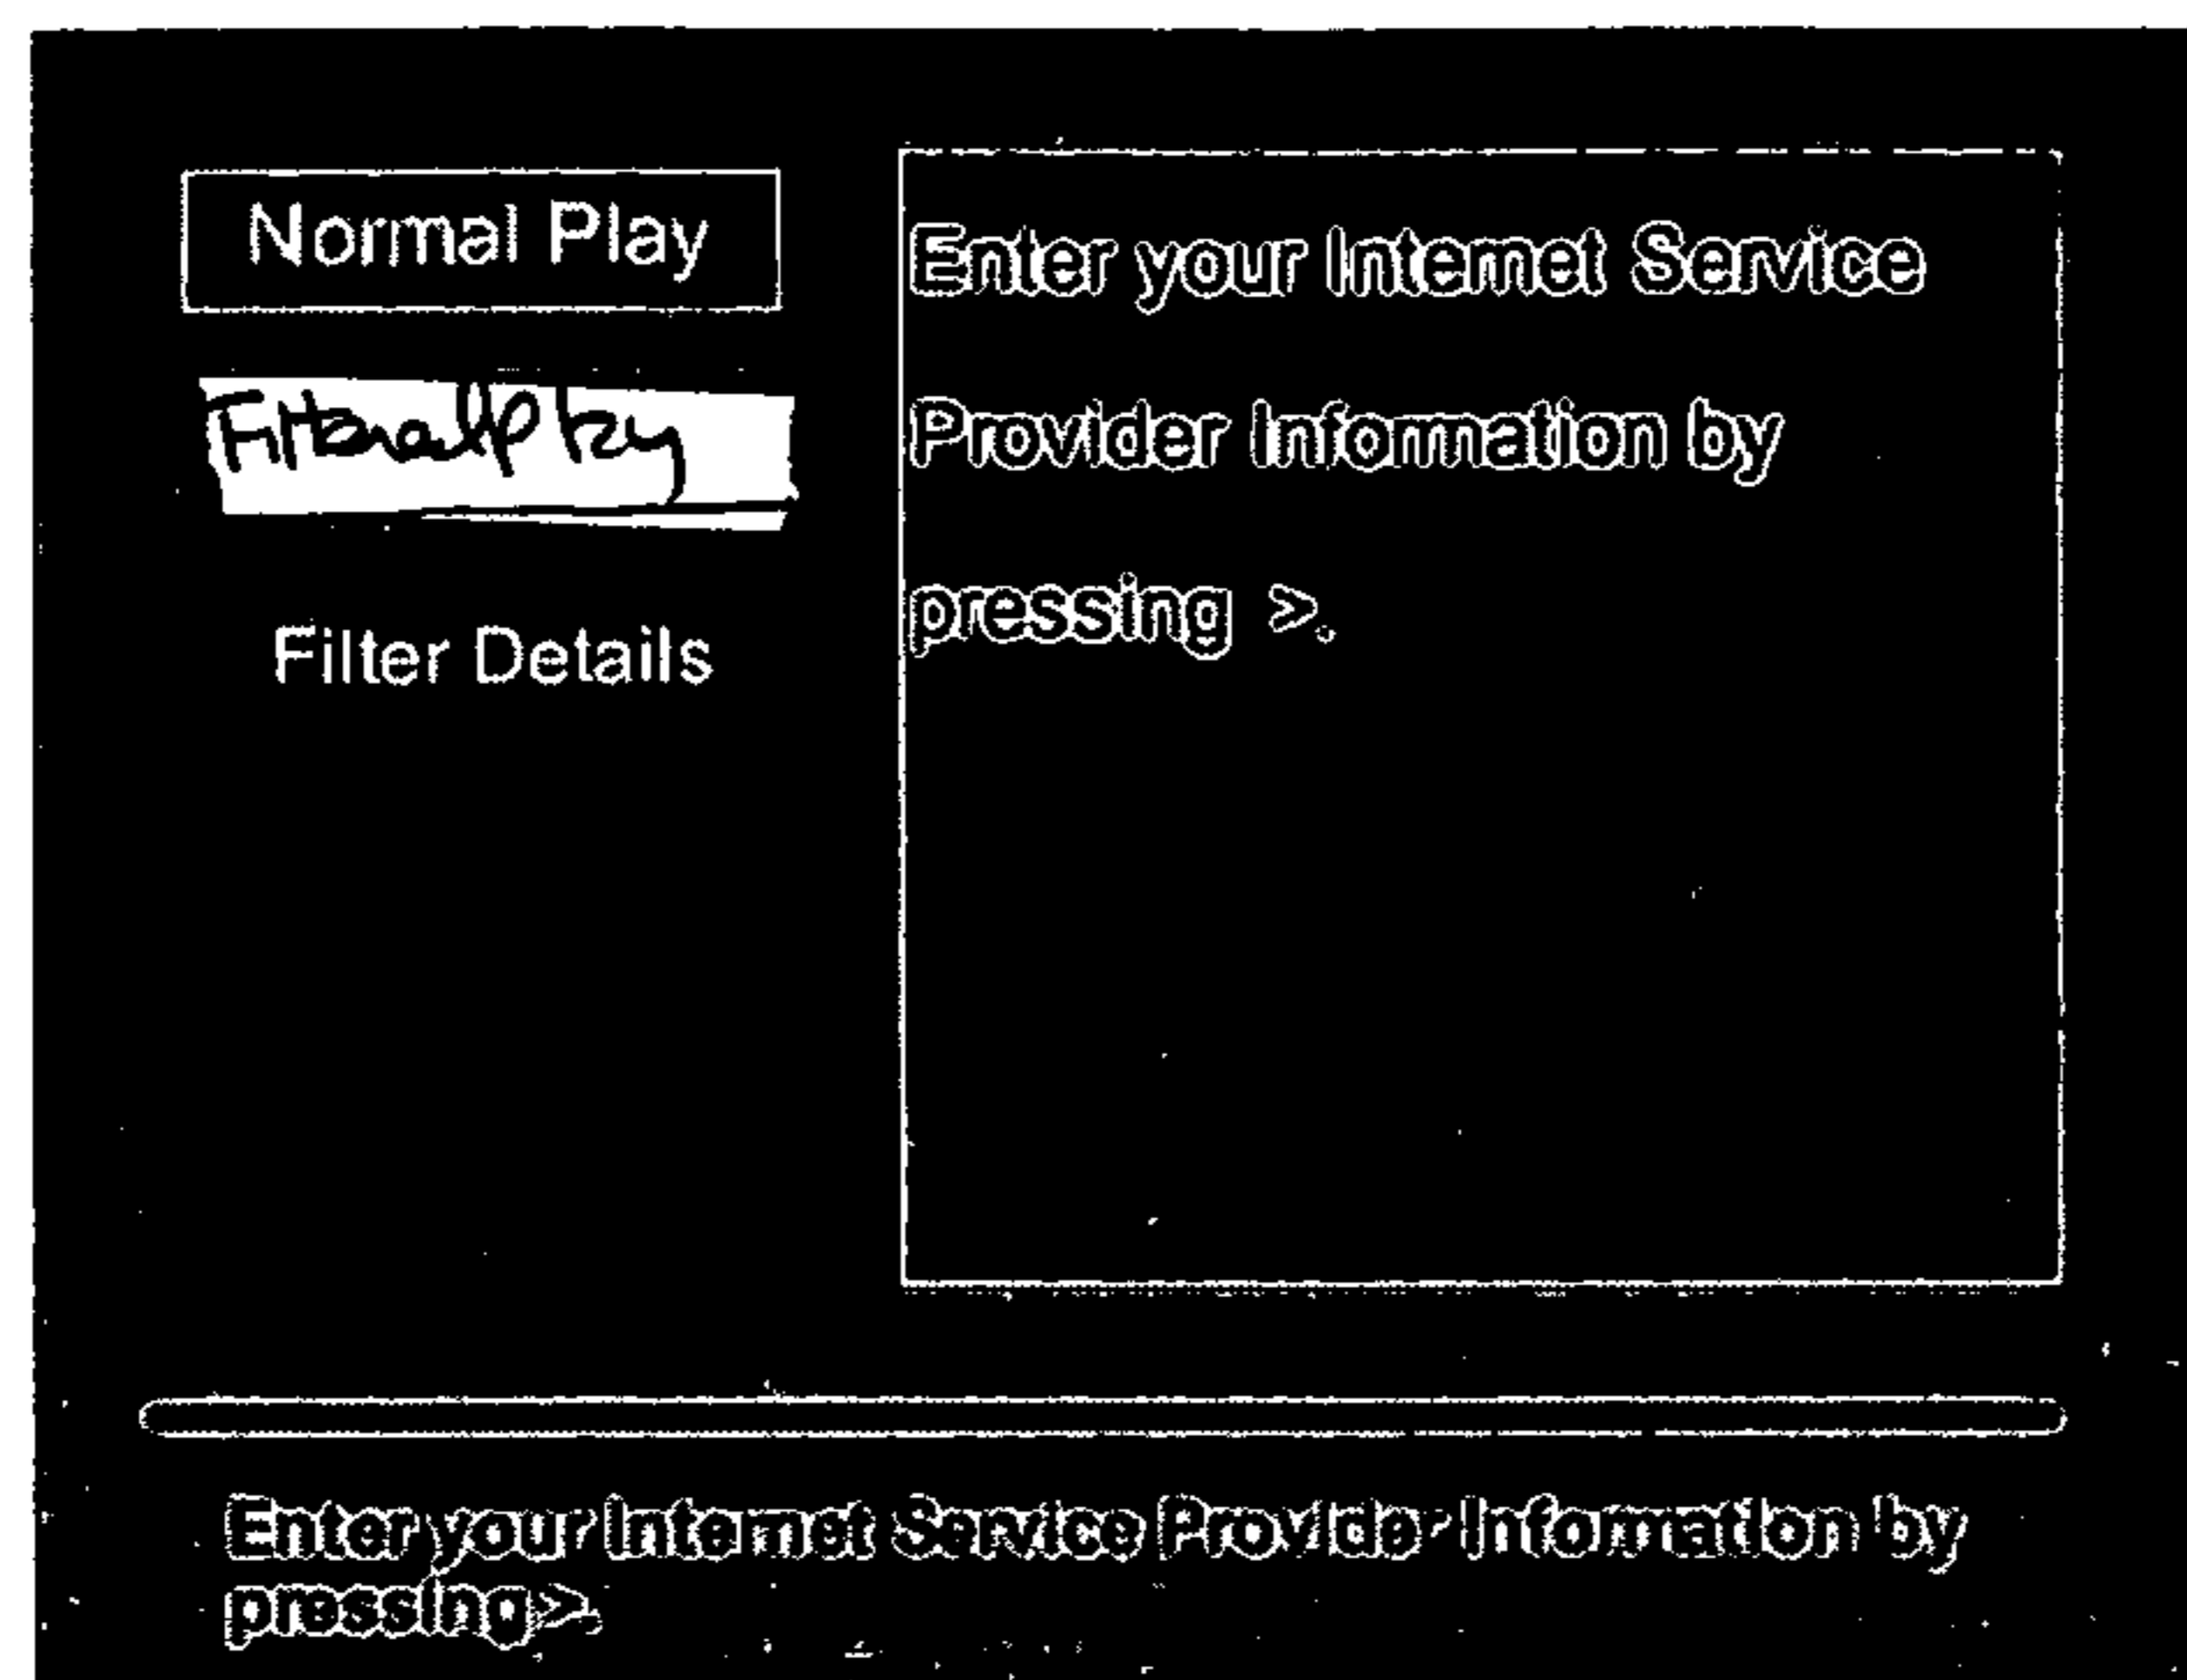 Normal Play
Play
Filter Details
Enter your Internet Service
Provider Information by
pressing >.
Enter your Internet Service Provider Information by
pressing>.